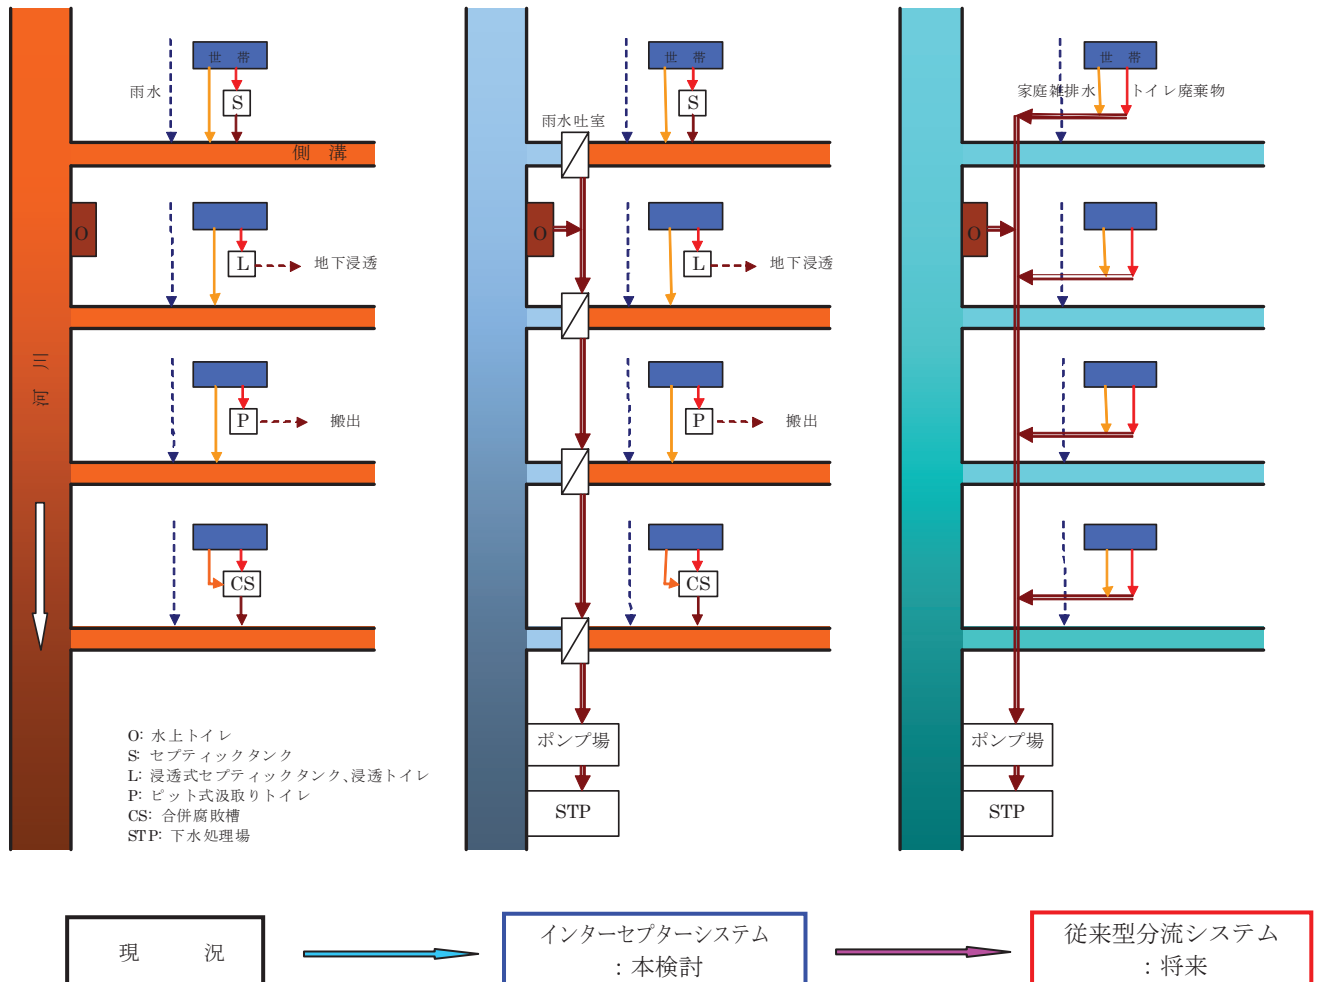 世 帯
雨水
S
側 溝
O
L
地下浸透
河川
P
搬出
CS
O: 水上トイレ
S: セプティックタンク
L: 浸透式セプティックタンク、浸透トイレ
P: ピット式汲取りトイレ
CS: 合併腐敗槽
STP: 下水処理場
世 帯
S
雨水吐室
O
L
地下浸透
P
搬出
CS
ポンプ場
STP
世 帯
家庭雑排水
トイレ廃棄物
O
ポンプ場
STP
現 況
インターセプターシステム
: 本検討
従来型分流システム
: 将来